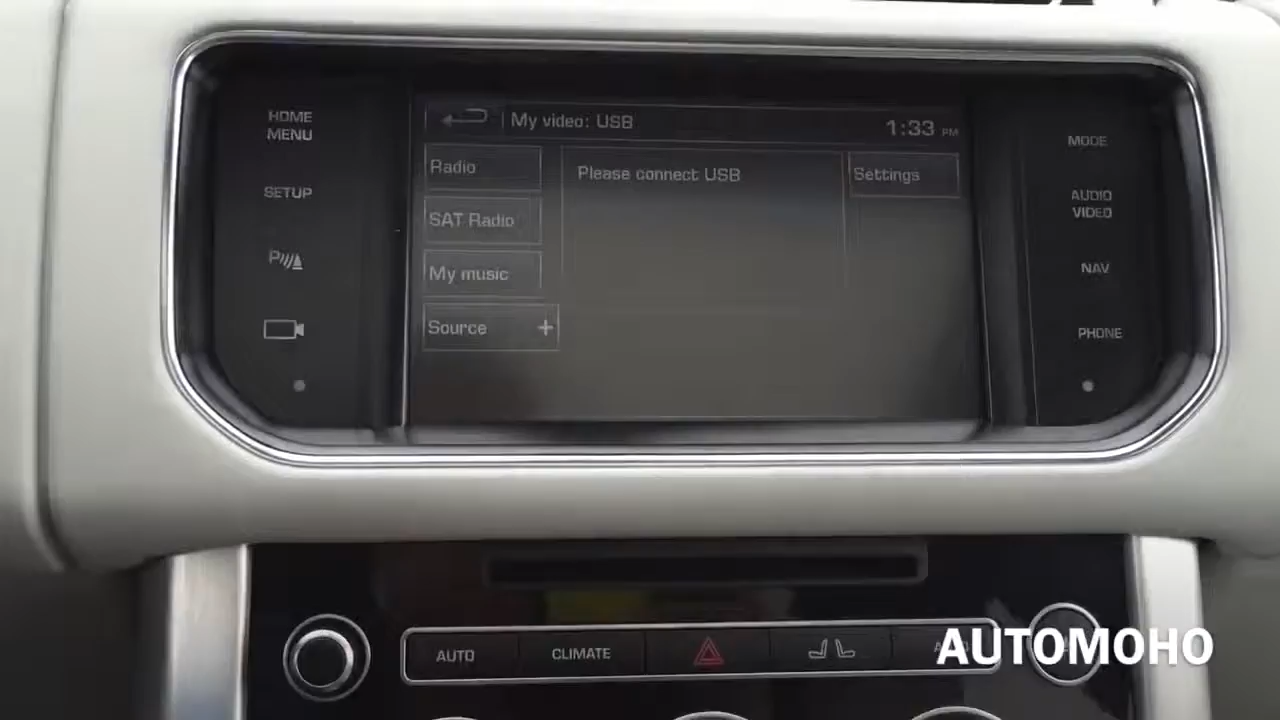 HOME
MENU
SETUP
My video: USB
1:33 PM
Radio
SAT Radio
My music
Source +
Please connect USB
Settings
MODE
AUDIO
VIDEO
NAV
PHONE
AUTO
CLIMATE
AUTOMOHO